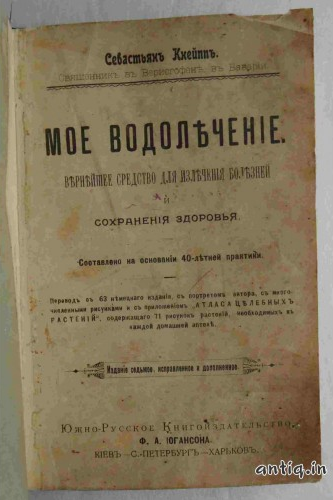 Севастьянъ Кнейппъ.
Священникъ въ Верисгофенѣ, въ Баваріи.
МОЕ ВОДОЛѢЧЕНІЕ.
ВѢРНѢЙШЕЕ СРЕДСТВО ДЛЯ ИЗЛѢЧЕНІЯ БОЛѢЗНЕЙ
И
СОХРАНЕНІЯ ЗДОРОВЬЯ.
Составлено на основаніи 40-лѣтней практики.
Переводъ съ 63 нѣмецкаго изданія, съ портретомъ автора, съ много-
численными рисунками и съ приложеніемъ „АТЛАСА ЦѢЛЕБНЫХЪ
РАСТЕНІЙ", содержащаго 71 рисунокъ растеній, необходимыхъ въ
каждой домашней аптекѣ.
Изданіе седьмое, исправленное и дополненное.
Южно-Русское Книгоиздательство
Ф. А. ІОГАНСОНА.
КІЕВЪ—С.-ПЕТЕРБУРГЪ—ХАРЬКОВЪ.
antiq.in